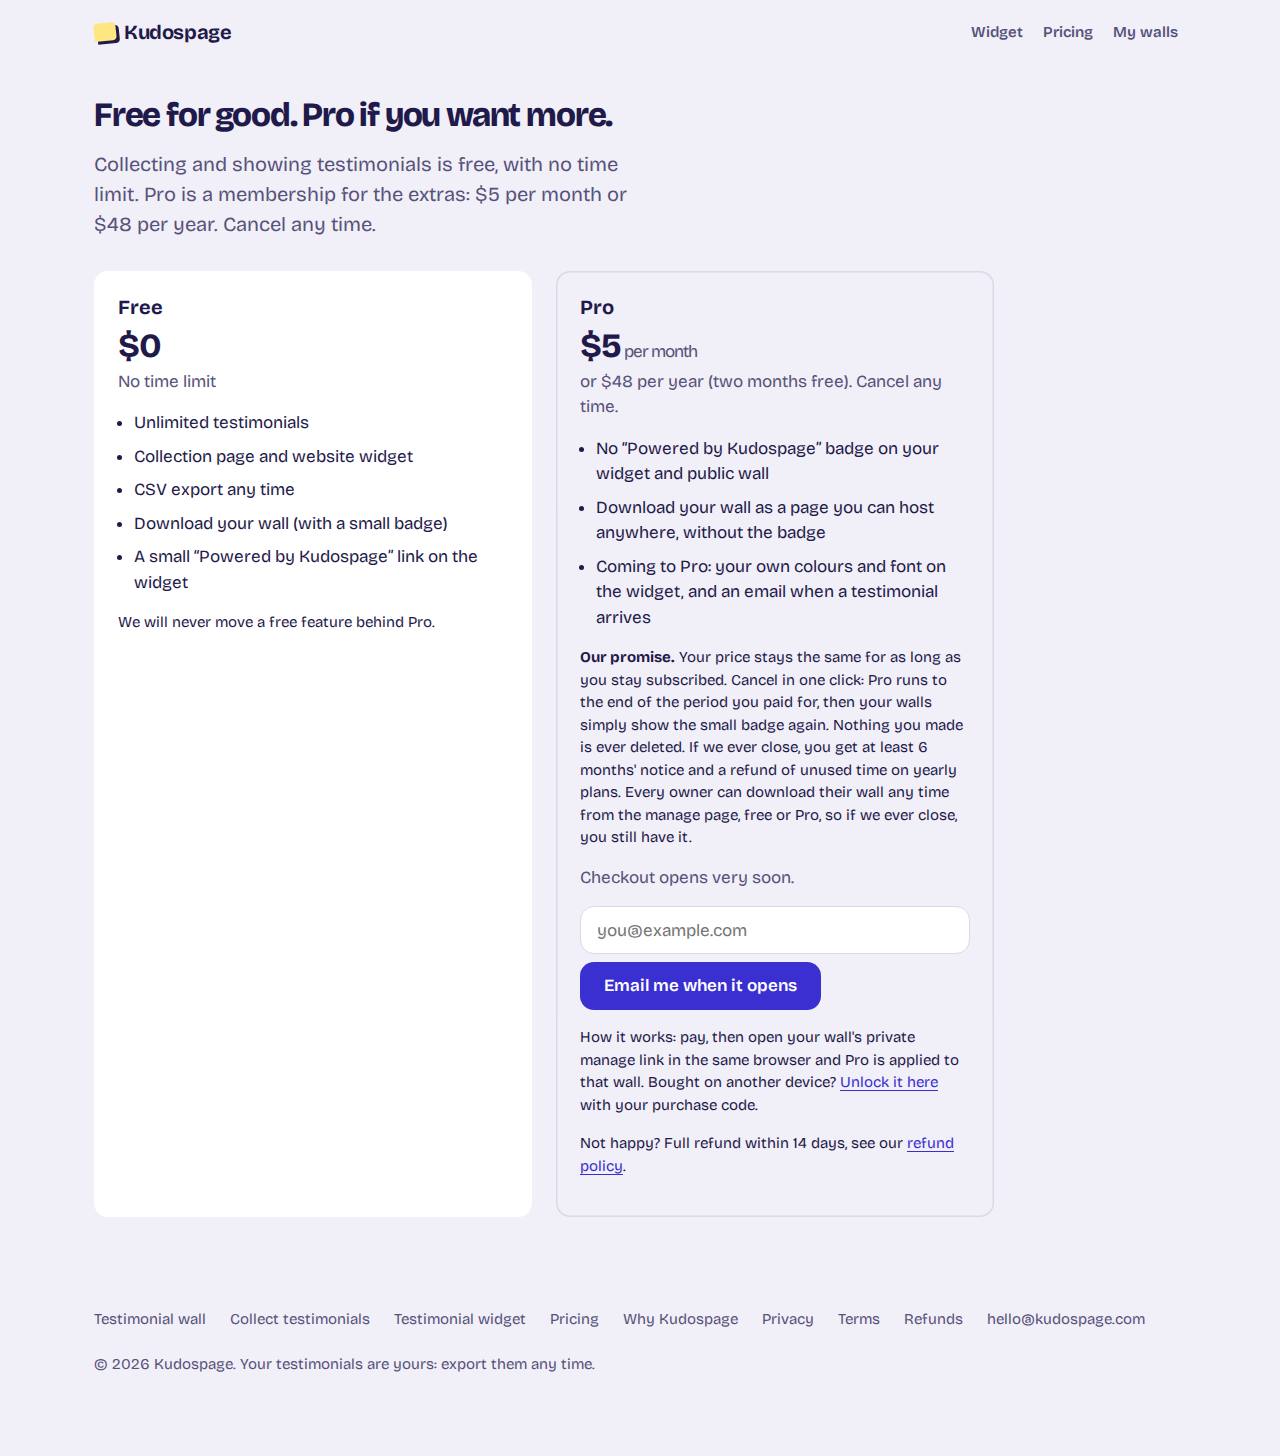 Kudospage
Widget Pricing My walls
Free for good. Pro if you want more.
Collecting and showing testimonials is free, with no time
limit. Pro is a membership for the extras: $5 per month or
$48 per year. Cancel any time.
Free
$0
No time limit
• Unlimited testimonials
• Collection page and website widget
• CSV export any time
• Download your wall (with a small badge)
• A small “Powered by Kudospage” link on the
widget
We will never move a free feature behind Pro.
Pro
$5 per month
or $48 per year (two months free). Cancel any
time.
• No “Powered by Kudospage” badge on your
widget and public wall
• Download your wall as a page you can host
anywhere, without the badge
• Coming to Pro: your own colours and font on
the widget, and an email when a testimonial
arrives
Our promise. Your price stays the same for as long as
you stay subscribed. Cancel in one click: Pro runs to
the end of the period you paid for, then your walls
simply show the small badge again. Nothing you made
is ever deleted. If we ever close, you get at least 6
months' notice and a refund of unused time on yearly
plans. Every owner can download their wall any time
from the manage page, free or Pro, so if we ever close,
you still have it.
Checkout opens very soon.
you@example.com
Email me when it opens
How it works: pay, then open your wall's private
manage link in the same browser and Pro is applied to
that wall. Bought on another device? Unlock it here
with your purchase code.
Not happy? Full refund within 14 days, see our refund
policy.
Testimonial wall Collect testimonials Testimonial widget Pricing Why Kudospage Privacy Terms Refunds hello@kudospage.com
© 2026 Kudospage. Your testimonials are yours: export them any time.